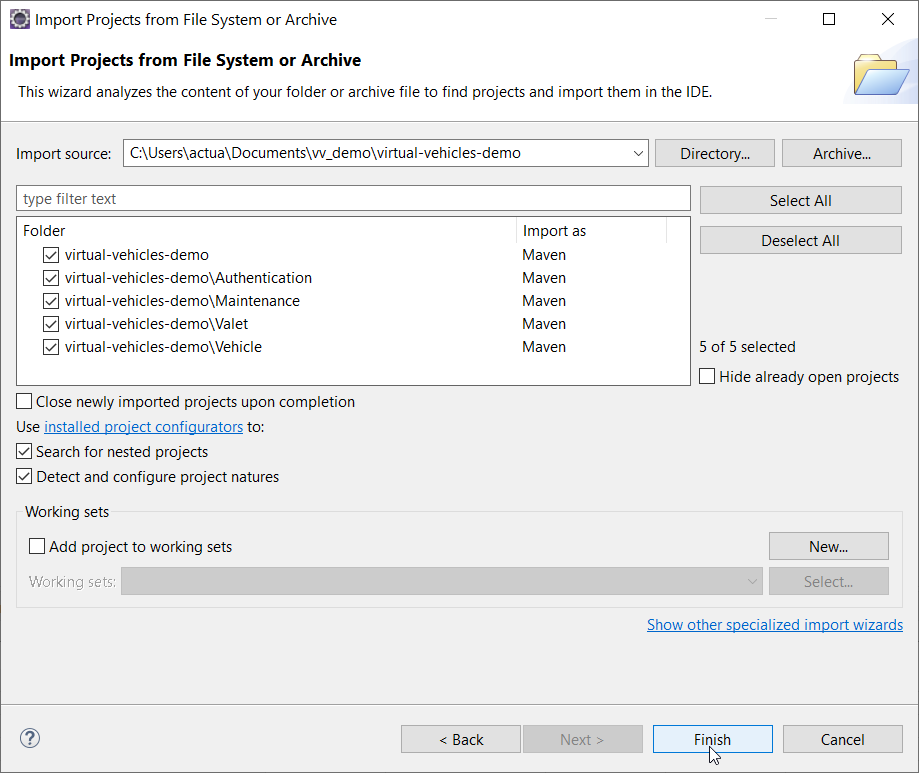 Import Projects from File System or Archive
Import Projects from File System or Archive
This wizard analyzes the content of your folder or archive file to find projects and import them in the IDE.
Import source: C:\Users\actua\Documents\vv_demo\virtual-vehicles-demo Directory... Archive...
type filter text Select All
Folder Import as
Deselect All
virtual-vehicles-demo Maven
virtual-vehicles-demo\Authentication Maven
virtual-vehicles-demo\Maintenance Maven
virtual-vehicles-demo\Valet Maven
virtual-vehicles-demo\Vehicle Maven 5 of 5 selected
Hide already open projects
Close newly imported projects upon completion
Use installed project configurators to:
Search for nested projects
Detect and configure project natures
Working sets
Add project to working sets New...
Working sets: Select...
Show other specialized import wizards
? < Back Next > Finish Cancel